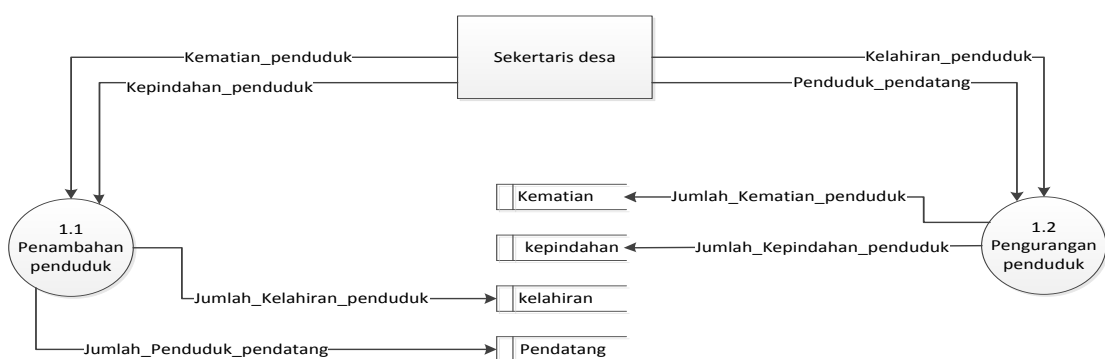 Sekertaris desa
Kematian_penduduk
Kelahiran_penduduk
Kepindahan_penduduk
Penduduk_pendatang
1.1
Penambahan
penduduk
Kematian
Jumlah_Kematian_penduduk
1.2
Pengurangan
penduduk
kepindahan
Jumlah_Kepindahan_penduduk
Jumlah_Kelahiran_penduduk
kelahiran
Jumlah_Penduduk_pendatang
Pendatang